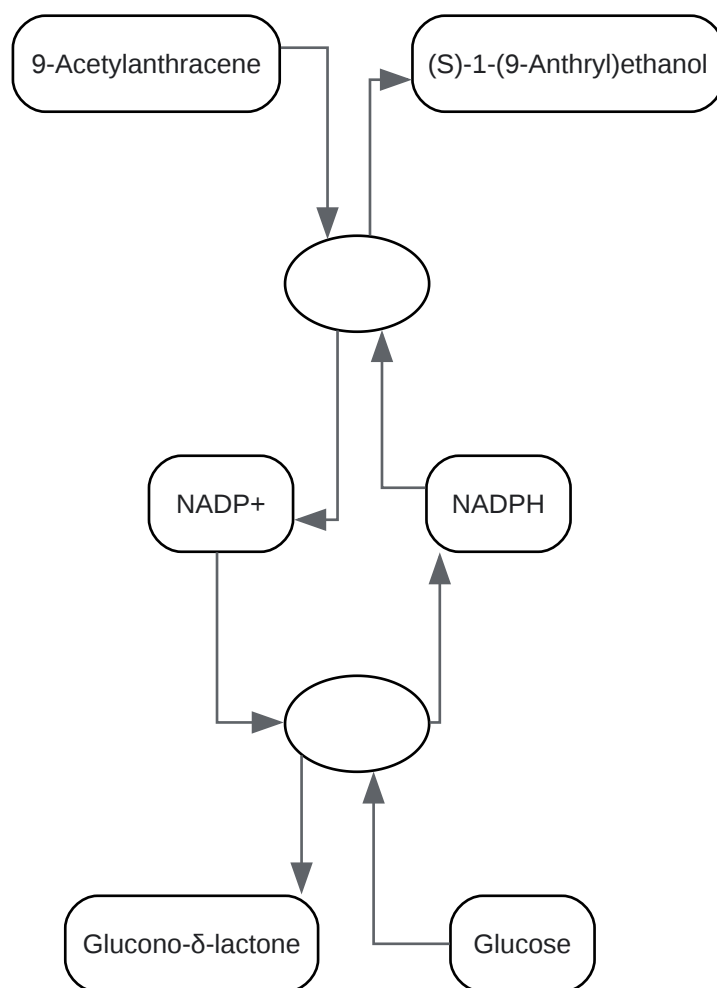 9-Acetylanthracene
(S)-1-(9-Anthryl)ethanol
NADP+
NADPH
Glucono-δ-lactone
Glucose